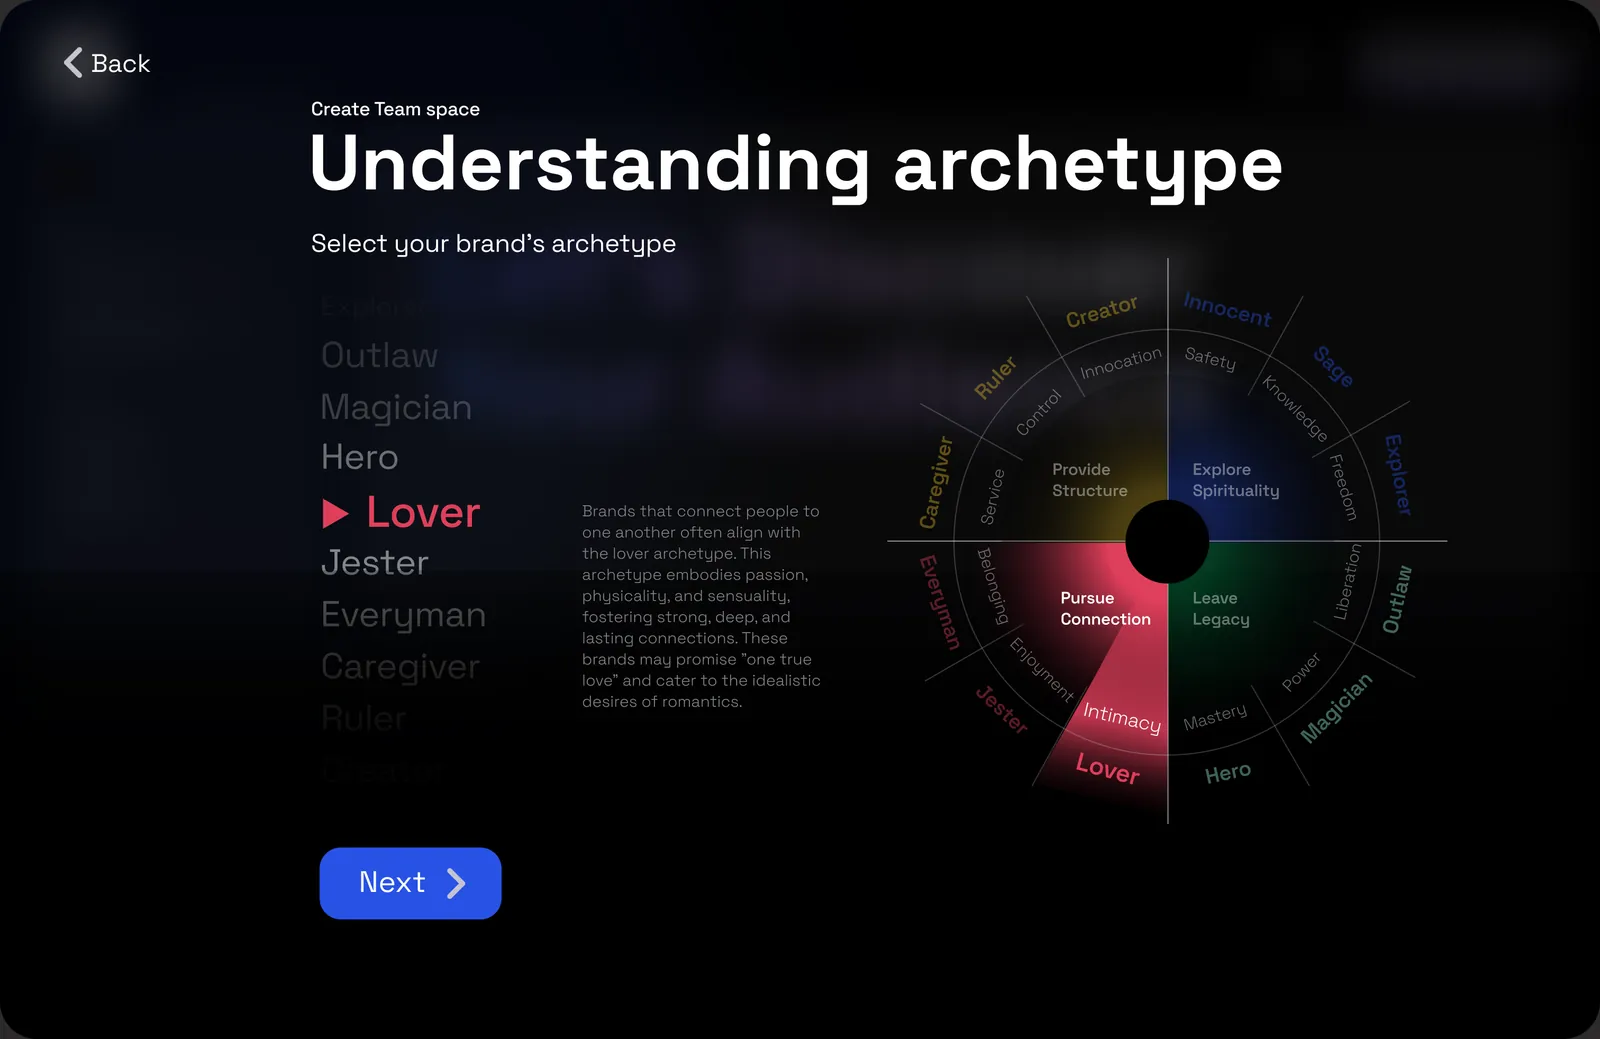 Back
Create Team space
Understanding archetype
Select your brand's archetype
Explorer
Outlaw
Magician
Hero
Lover
Jester
Everyman
Caregiver
Ruler
Creator
Brands that connect people to
one another often align with
the lover archetype. This
archetype embodies passion,
physicality, and sensuality,
fostering strong, deep, and
lasting connections. These
brands may promise "one true
love" and cater to the idealistic
desires of romantics.
Creator
Innocent
Sage
Explorer
Outlaw
Magician
Hero
Lover
Jester
Everyman
Caregiver
Ruler
Innocation
Safety
Knowledge
Freedom
Liberation
Power
Mastery
Intimacy
Enjoyment
Belonging
Service
Control
Provide
Structure
Explore
Spirituality
Pursue
Connection
Leave
Legacy
Next